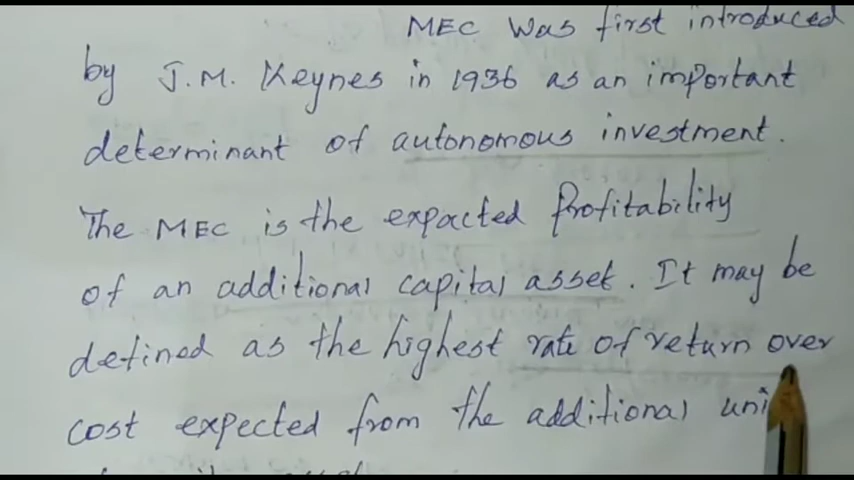 MEC was first introduced
by J.M. Keynes in 1936 as an important
determinant of autonomous investment.
The MEC is the expacted Profitability
of an additional capital asset. It may be
defined as the highest rate of return over
cost expected from the additional